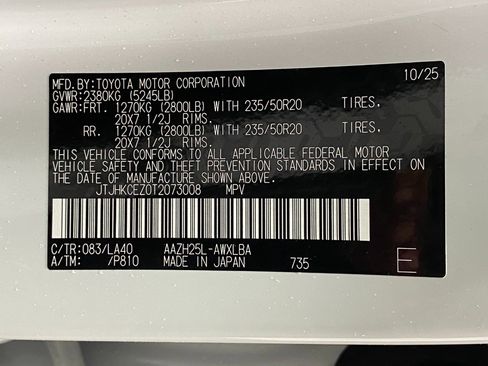 MFD.BY:TOYOTA MOTOR CORPORATION 10/25
GVWR:2380KG (5245LB)
GAWR:FRT. 1270KG (2800LB) WITH 235/50R20 TIRES,
20X7 1/2J RIMS.
RR. 1270KG (2800LB) WITH 235/50R20 TIRES,
20X7 1/2J RIMS.
THIS VEHICLE CONFORMS TO ALL APPLICABLE FEDERAL MOTOR
VEHICLE SAFETY AND THEFT PREVENTION STANDARDS IN EFFECT ON
THE DATE OF MANUFACTURE SHOWN ABOVE.
JTJHKCEZ0T2073008 MPV
C/TR:083/LA40 AAZH25L-AWXLBA
A/TM: /P810 MADE IN JAPAN 735 E